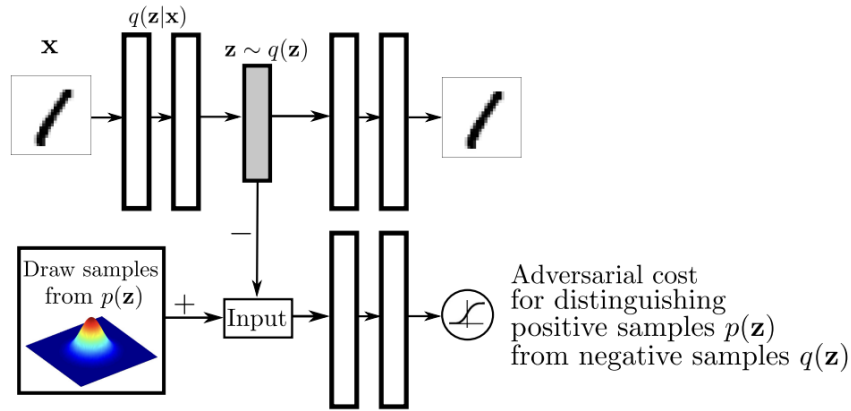 q(z|x)
x
z ∼ q(z)
−
Draw samples
from p(z)
+
Input
Adversarial cost
for distinguishing
positive samples p(z)
from negative samples q(z)